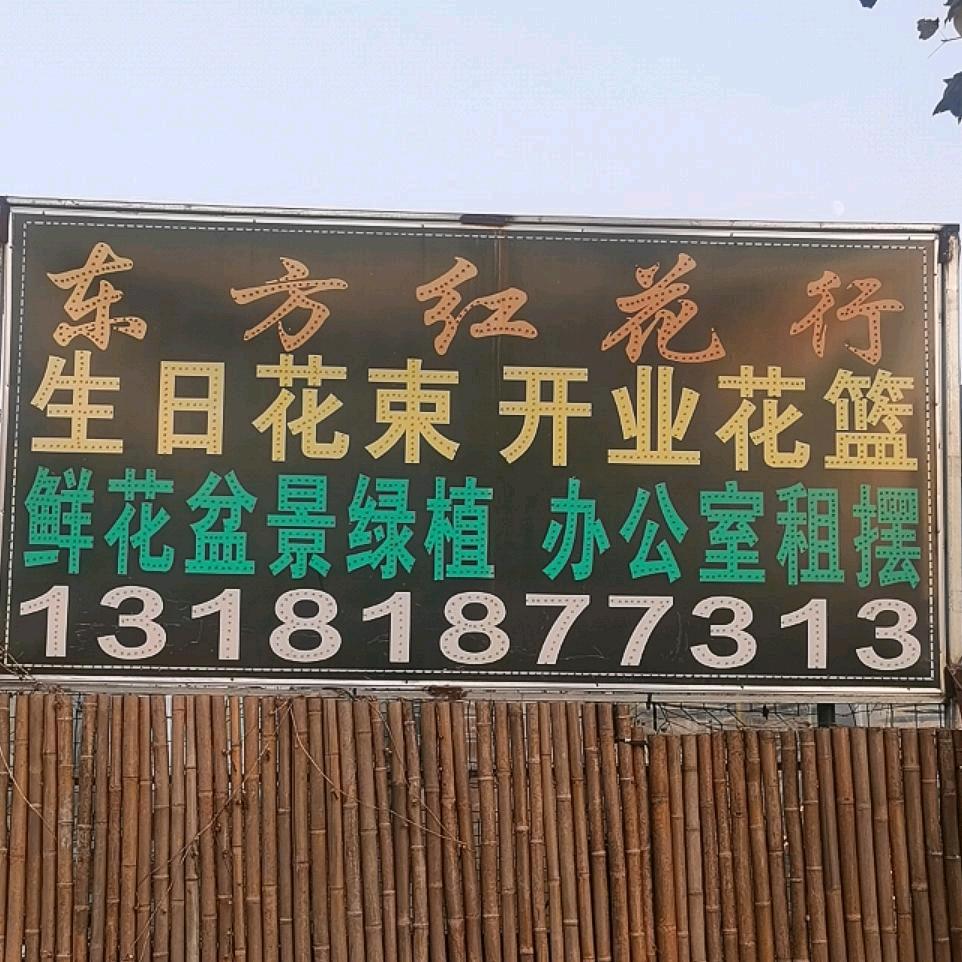 东方红花行
生日花束 开业花篮
鲜花盆景绿植 办公室租摆
13181877313